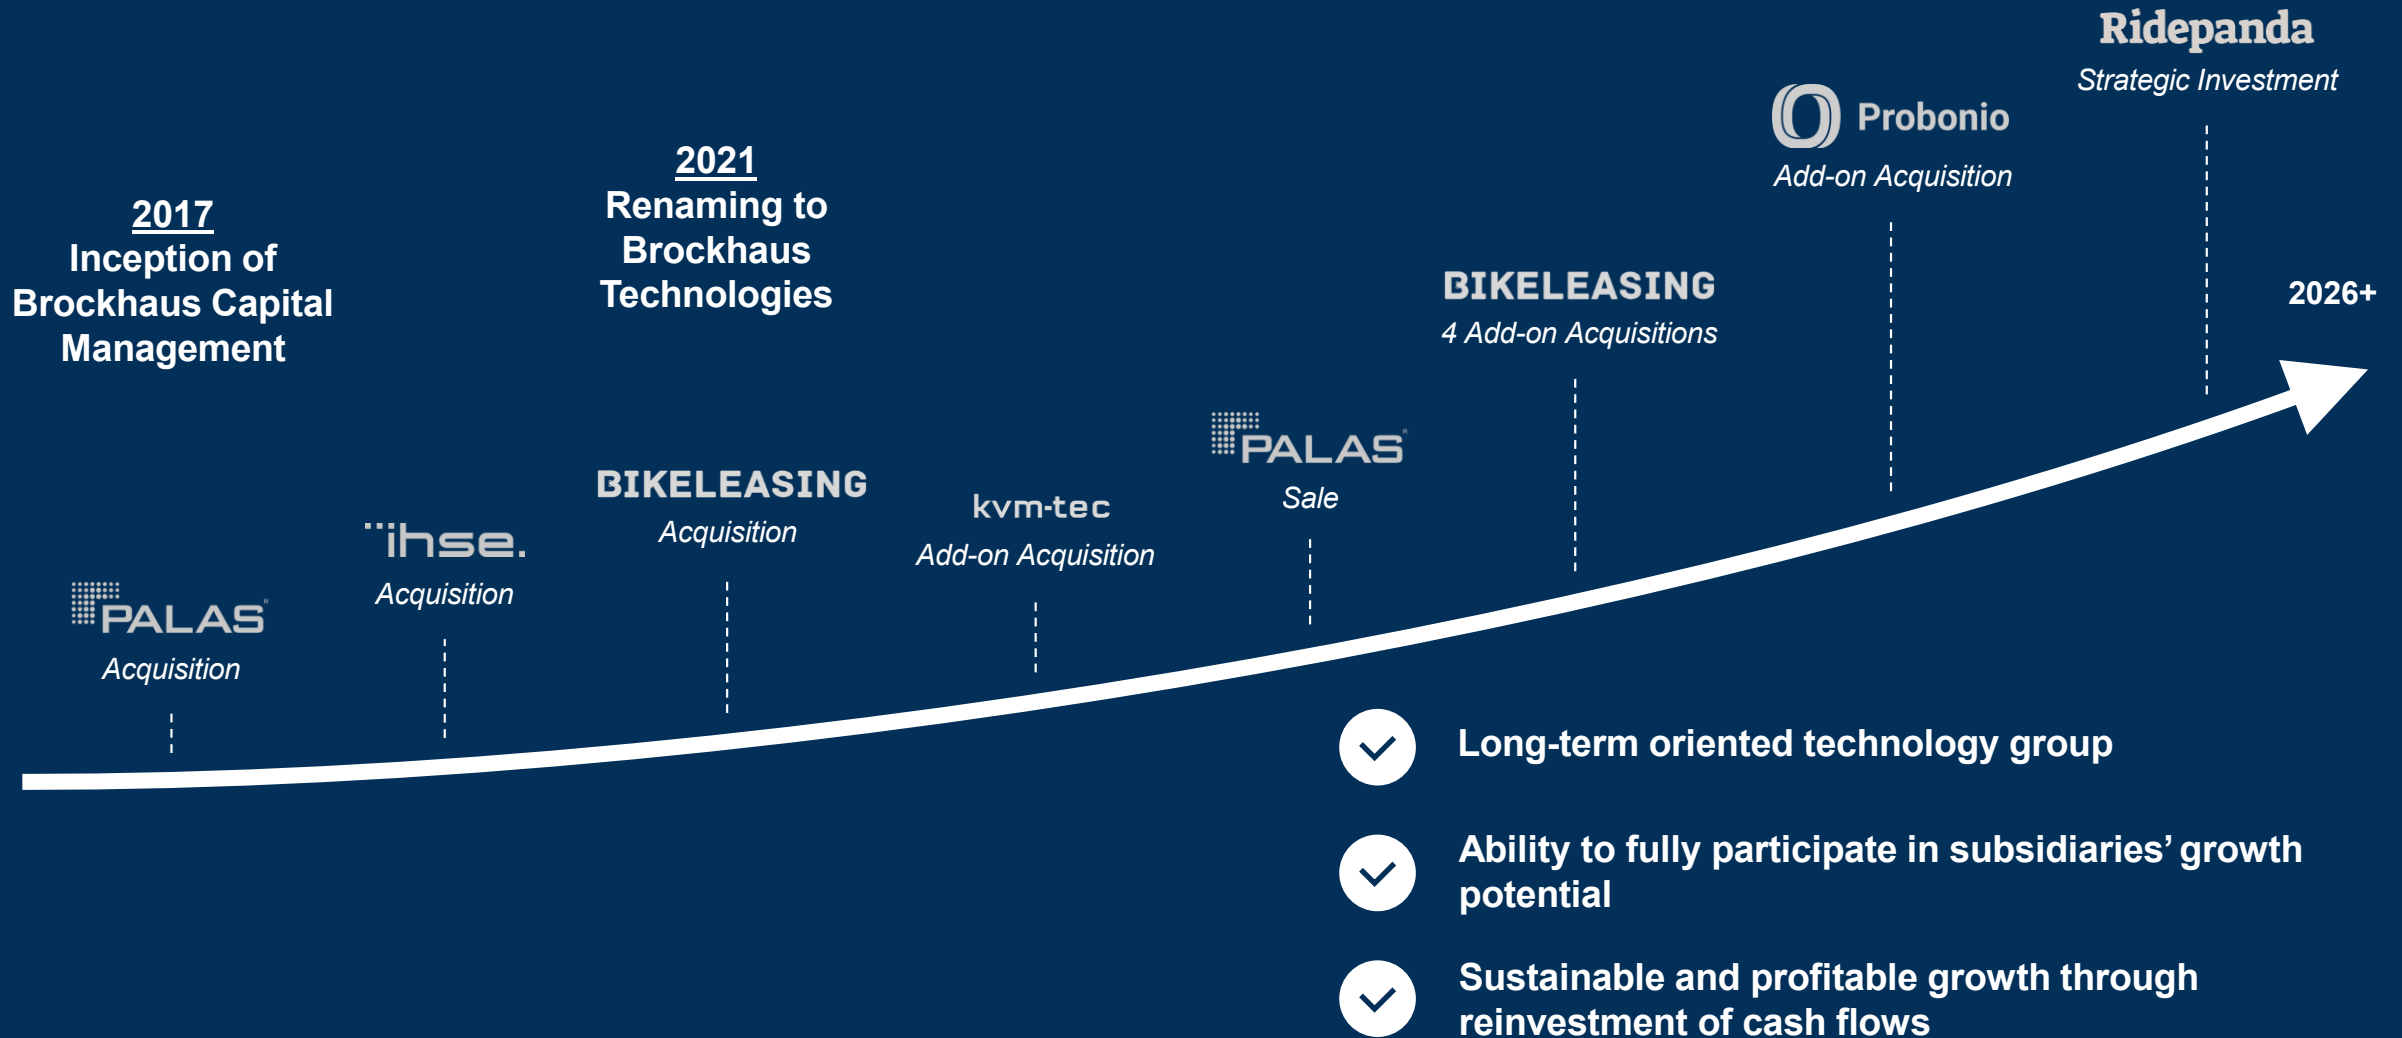 2017
Inception of
Brockhaus Capital
Management
PALAS®
Acquisition
ihse.
Acquisition
2021
Renaming to
Brockhaus
Technologies
BIKELEASING
Acquisition
kvm-tec
Add-on Acquisition
PALAS®
Sale
BIKELEASING
4 Add-on Acquisitions
Probonio
Add-on Acquisition
Ridepanda
Strategic Investment
2026+
Long-term oriented technology group
Ability to fully participate in subsidiaries’ growth
potential
Sustainable and profitable growth through
reinvestment of cash flows